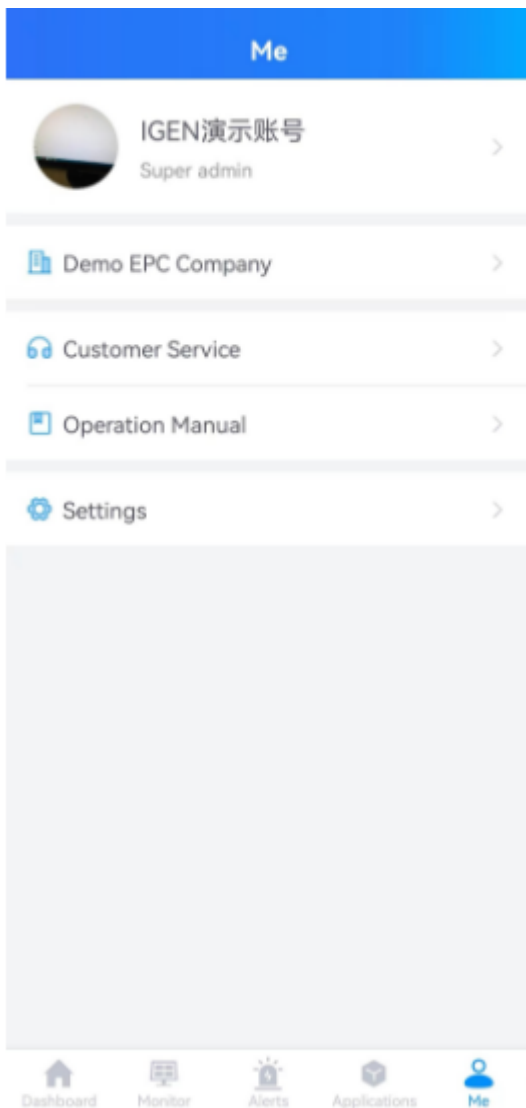 Me
IGEN演示账号
Super admin
Demo EPC Company
Customer Service
Operation Manual
Settings
Dashboard
Monitor
Alerts
Applications
Me